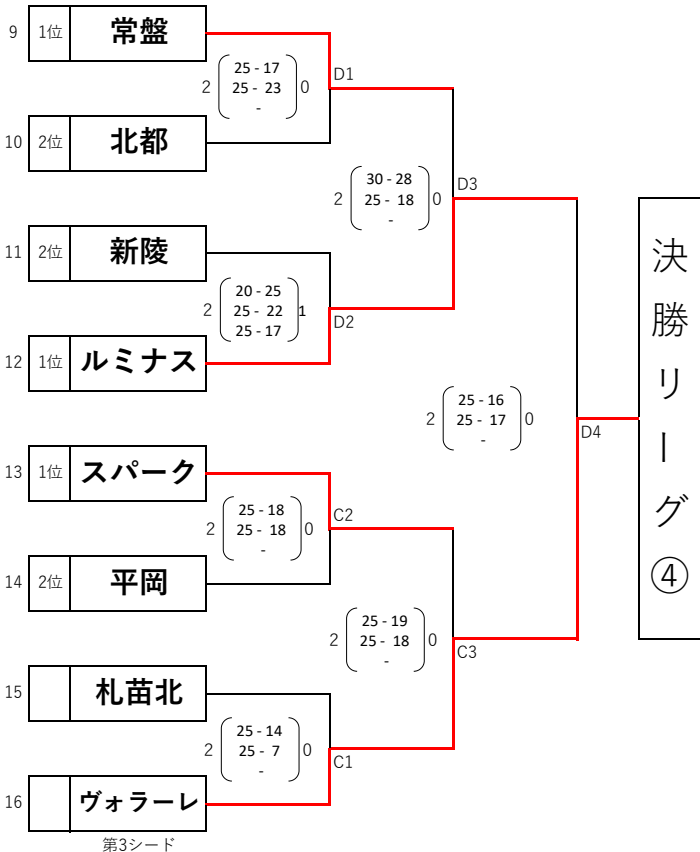 9 1位 常盤
2 25 - 17 0 D1
25 - 23
-
10 2位 北都
2 30 - 28 0 D3
25 - 18
-
11 2位 新陵
2 20 - 25 1 D2
25 - 22
25 - 17
12 1位 ルミナス
2 25 - 16 0 D4
25 - 17
-
13 1位 スパーク
2 25 - 18 0 C2
25 - 18
-
14 2位 平岡
2 25 - 19 0 C3
25 - 18
-
15 札苗北
2 25 - 14 0 C1
25 - 7
-
16 ヴォラーレ
第3シード
決勝リーグ④